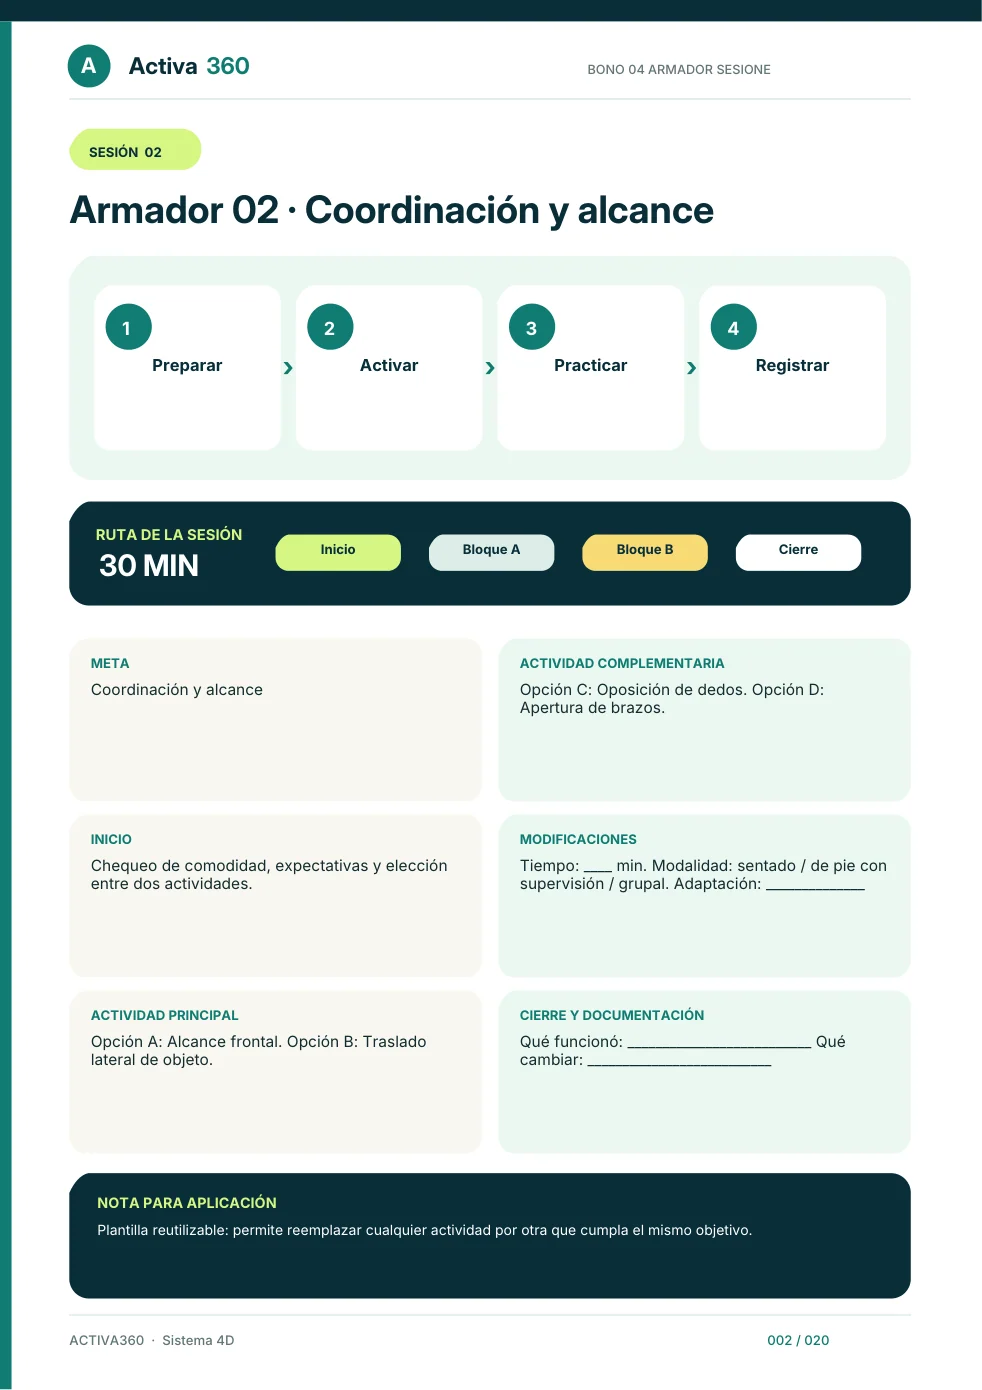 A Activa 360
BONO 04 ARMADOR SESIONE
SESIÓN 02
Armador 02 · Coordinación y alcance
1
Preparar
›
2
Activar
›
3
Practicar
›
4
Registrar
RUTA DE LA SESIÓN
30 MIN
Inicio
Bloque A
Bloque B
Cierre
META
Coordinación y alcance
ACTIVIDAD COMPLEMENTARIA
Opción C: Oposición de dedos. Opción D:
Apertura de brazos.
INICIO
Chequeo de comodidad, expectativas y elección
entre dos actividades.
MODIFICACIONES
Tiempo: ____ min. Modalidad: sentado / de pie con
supervisión / grupal. Adaptación: ______________
ACTIVIDAD PRINCIPAL
Opción A: Alcance frontal. Opción B: Traslado
lateral de objeto.
CIERRE Y DOCUMENTACIÓN
Qué funcionó: __________________________ Qué
cambiar: __________________________
NOTA PARA APLICACIÓN
Plantilla reutilizable: permite reemplazar cualquier actividad por otra que cumpla el mismo objetivo.
ACTIVA360 · Sistema 4D
002 / 020